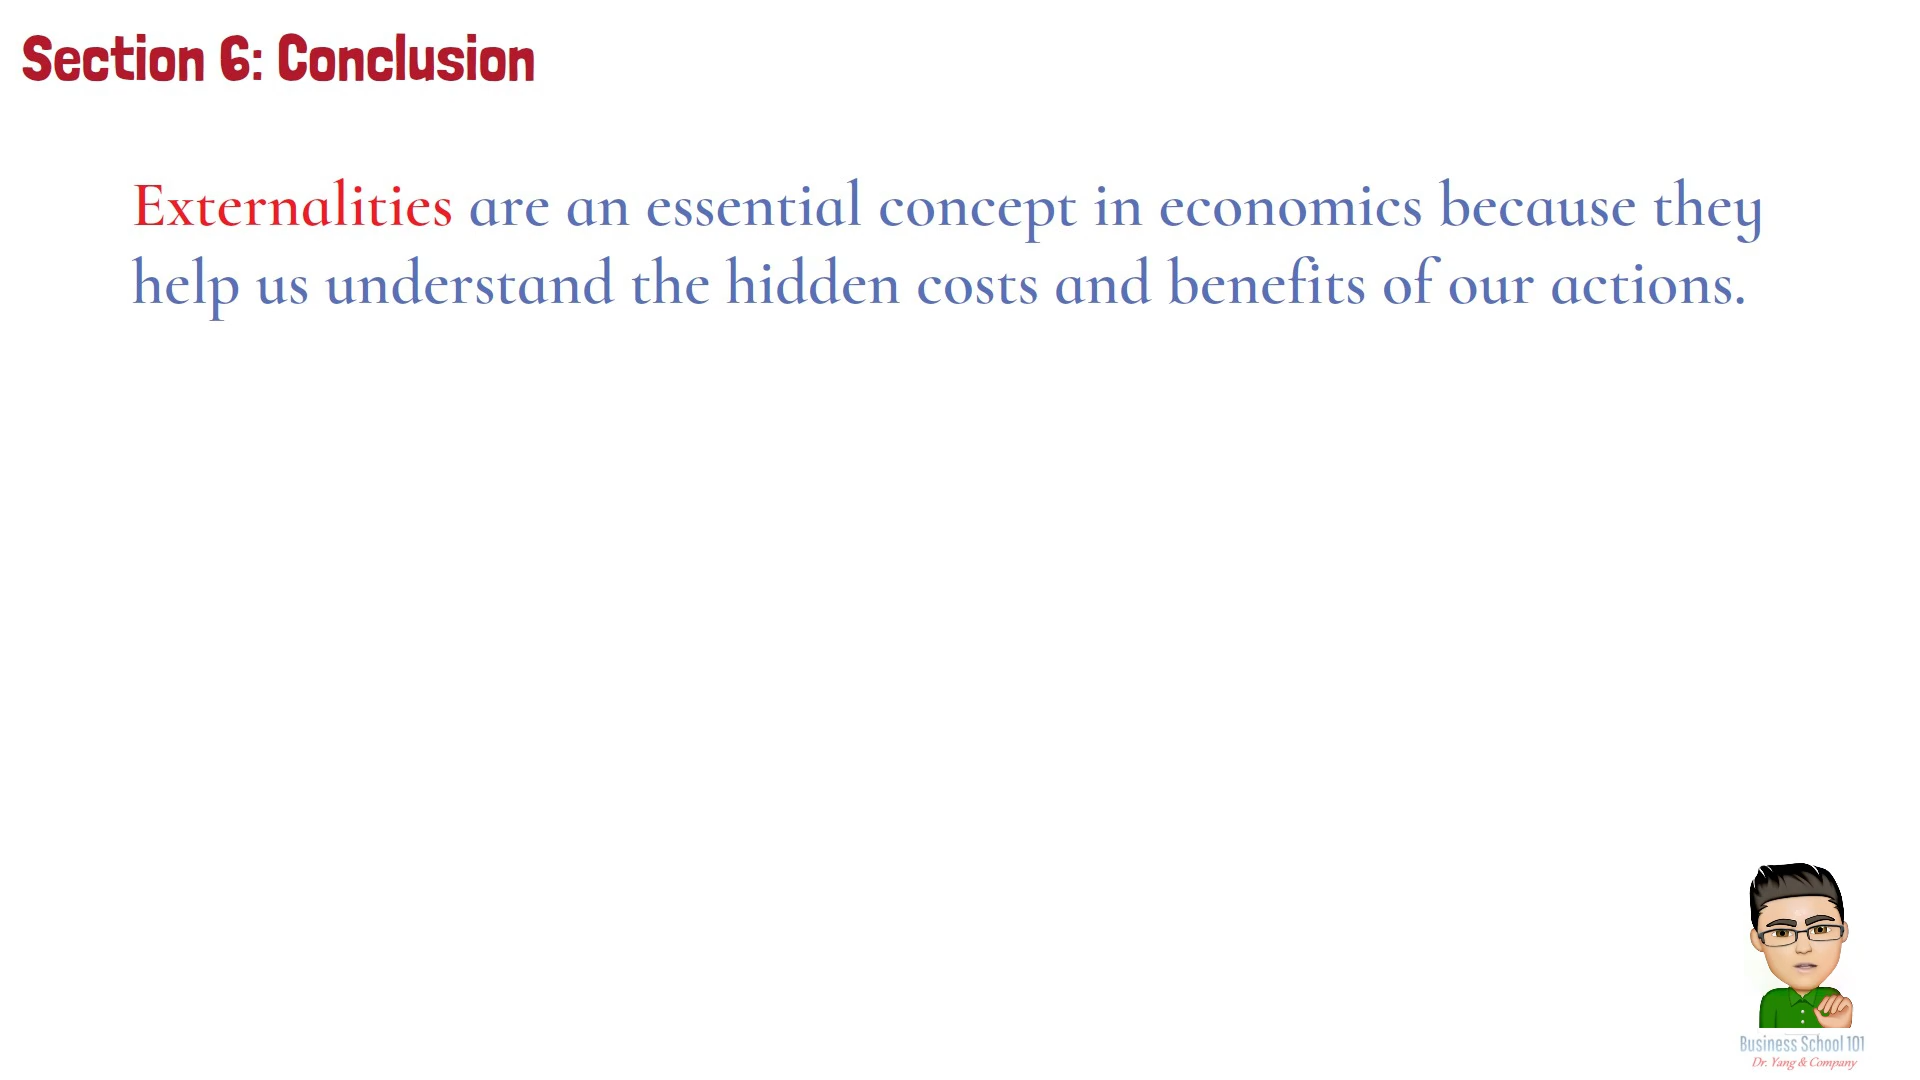 Section 6: Conclusion
Externalities are an essential concept in economics because they
help us understand the hidden costs and benefits of our actions.
Business School 101
Dr. Yang & Company